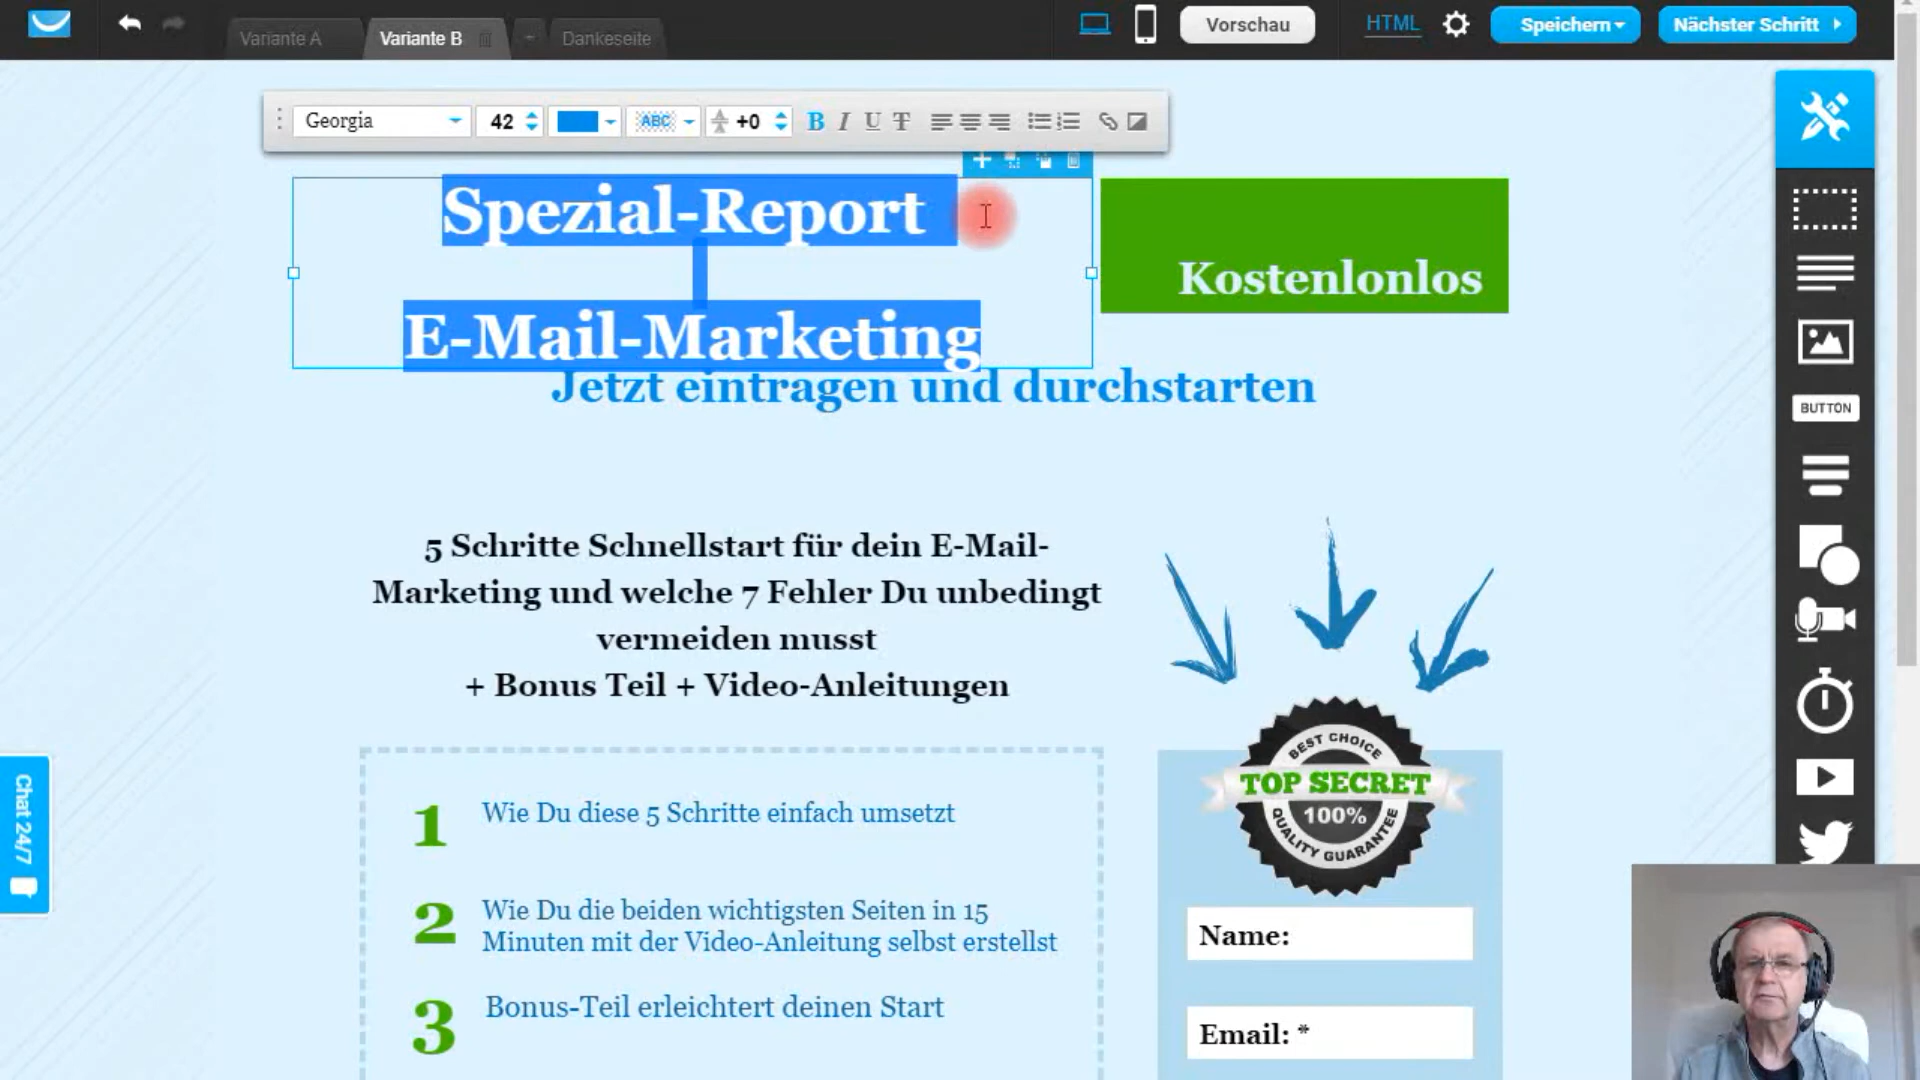 Variante A
Variante B
Dankeseite
Vorschau
HTML
Speichern
Nächster Schritt
Georgia
42
ABC
+0
B I U T
Spezial-Report
E-Mail-Marketing
Kostenlonlos
Jetzt eintragen und durchstarten
BUTTON
5 Schritte Schnellstart für dein E-Mail-
Marketing und welche 7 Fehler Du unbedingt
vermeiden musst
+ Bonus Teil + Video-Anleitungen
Chat 24/7
1 Wie Du diese 5 Schritte einfach umsetzt
2 Wie Du die beiden wichtigsten Seiten in 15
Minuten mit der Video-Anleitung selbst erstellst
3 Bonus-Teil erleichtert deinen Start
BEST CHOICE
TOP SECRET
100%
QUALITY GUARANTEE
Name:
Email: *